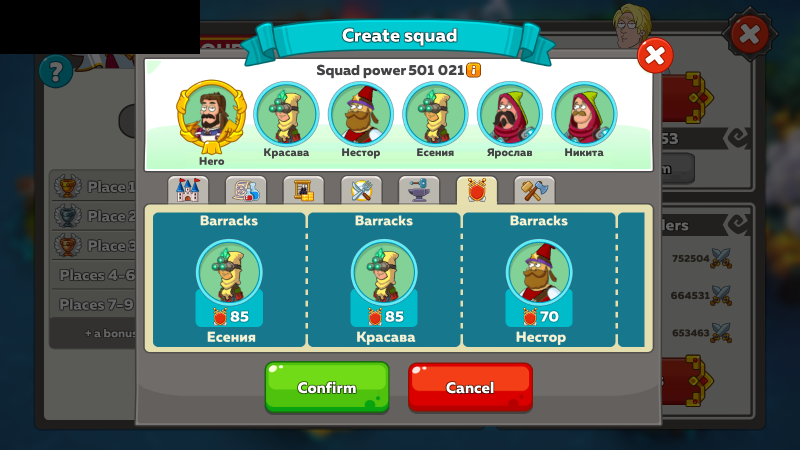 Create squad
Squad power 501 021
Hero
Красава
Нестор
Есения
Ярослав
Никита
Place 1
Place 2
Place 3
Places 4-6
Places 7-9
+ a bonus
53
752504
664531
653463
Barracks
Barracks
Barracks
85
85
70
Есения
Красава
Нестор
Confirm
Cancel
?